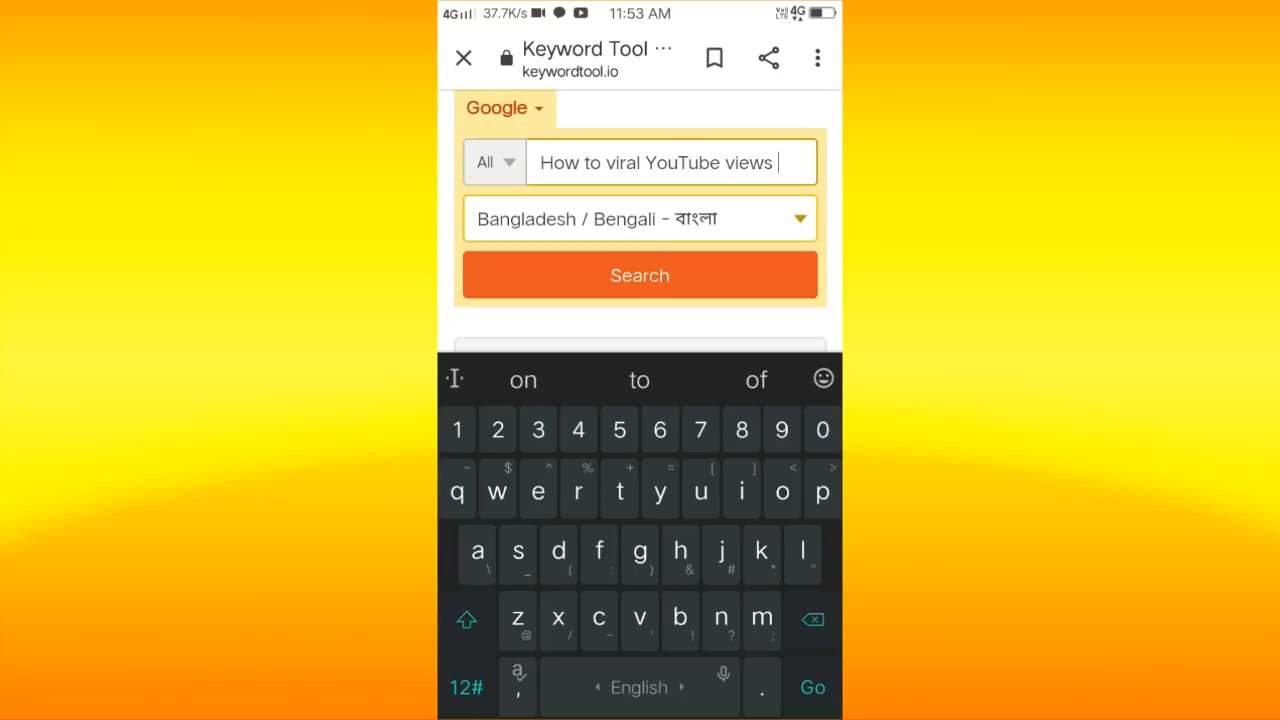 4G 37.7K/s 11:53 AM VoLTE 4G
Keyword Tool ...
keywordtool.io
Google
All How to viral YouTube views
Bangladesh / Bengali - বাংলা
Search
on to of
1 2 3 4 5 6 7 8 9 0
~ $ ^ % + = [ ] < >
q w e r t y u i o p
a s d f g h j k l
\ _ ( : ) & # * "
z x c v b n m
@ / - ' ! ? ;
12# a , English . Go